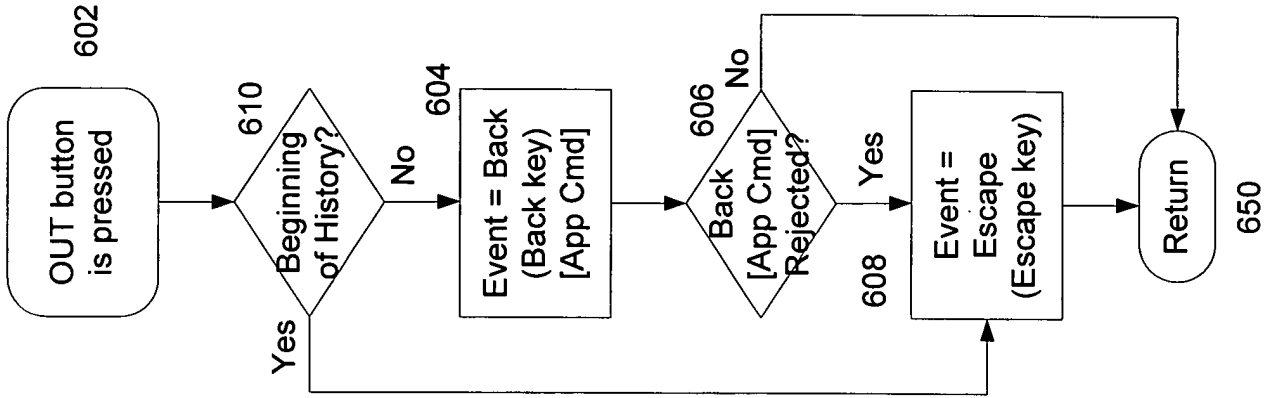 OUT button
is pressed
602
Beginning
of History?
610
Yes
No
Event = Back
(Back key)
[App Cmd]
604
Back
[App Cmd]
Rejected?
606
No
Yes
608
Event =
Escape
(Escape key)
Return
650